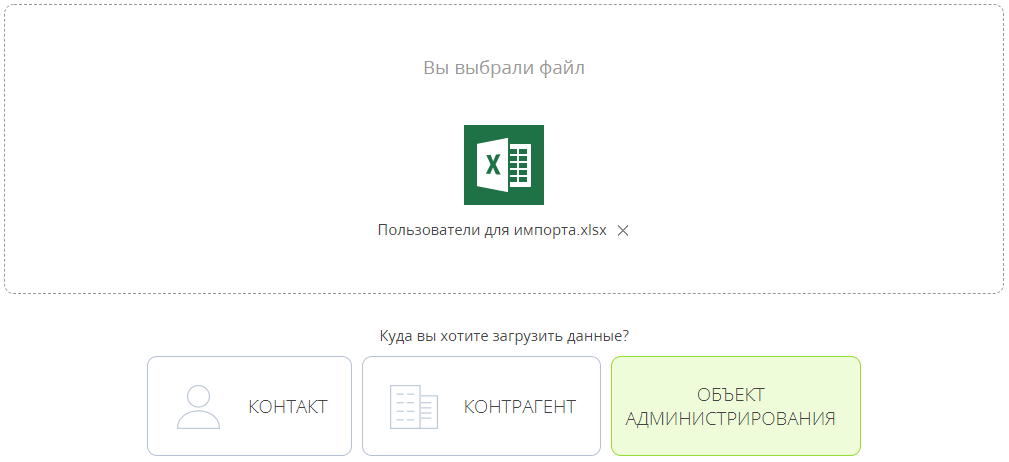 Вы выбрали файл
X
Пользователи для импорта.xlsx
Куда вы хотите загрузить данные?
КОНТАКТ
КОНТРАГЕНТ
ОБЪЕКТ
АДМИНИСТРИРОВАНИЯ